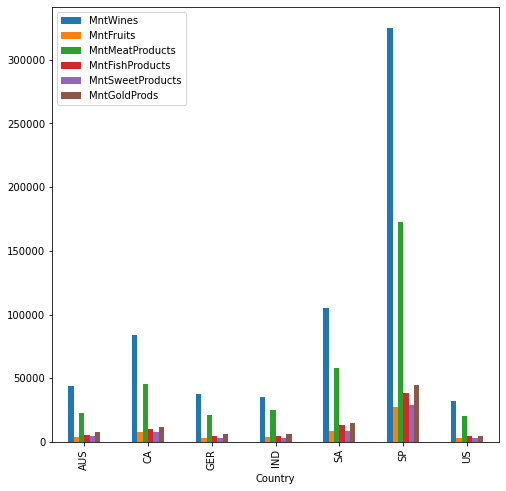 MntWines
MntFruits
MntMeatProducts
MntFishProducts
MntSweetProducts
MntGoldProds
300000
250000
200000
150000
100000
50000
0
AUS
CA
GER
IND
SA
SP
US
Country